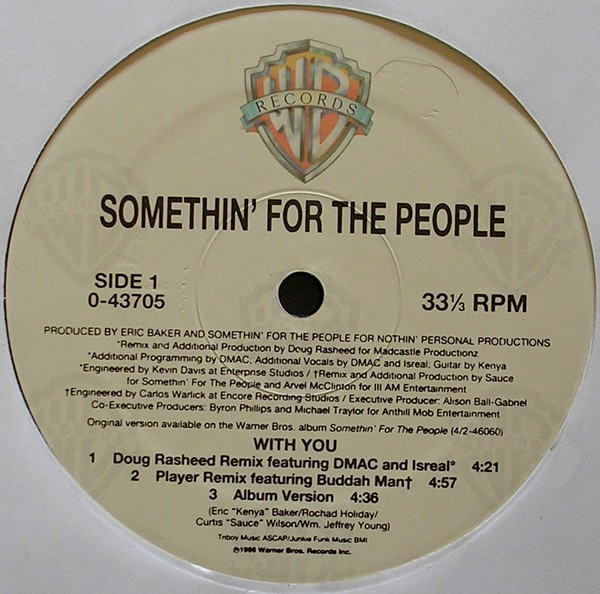 WB
RECORDS
SOMETHIN' FOR THE PEOPLE
SIDE 1
0-43705
33⅓ RPM
PRODUCED BY ERIC BAKER AND SOMETHIN' FOR THE PEOPLE FOR NOTHIN' PERSONAL PRODUCTIONS
*Remix and Additional Production by Doug Rasheed for Madcastle Productionz
*Additional Programming by DMAC; Additional Vocals by DMAC and Isreal; Guitar by Kenya
*Engineered by Kevin Davis at Enterprise Studios / †Remix and Additional Production by Sauce
for Somethin' For The People and Arvel McClinton for III AM Entertainment
†Engineered by Carlos Warlick at Encore Recording Studios / Executive Producer: Alison Ball-Gabriel
Co-Executive Producers: Byron Phillips and Michael Traylor for Anthill Mob Entertainment
Original version available on the Warner Bros. album Somethin' For The People (4/2-46060)
WITH YOU
1 Doug Rasheed Remix featuring DMAC and Isreal* 4:21
2 Player Remix featuring Buddah Man† 4:57
3 Album Version 4:36
(Eric "Kenya" Baker/Rochad Holiday/
Curtis "Sauce" Wilson/Wm. Jeffrey Young)
Tnboy Music ASCAP/Junius Funk Music BMI
℗1996 Warner Bros. Records Inc.